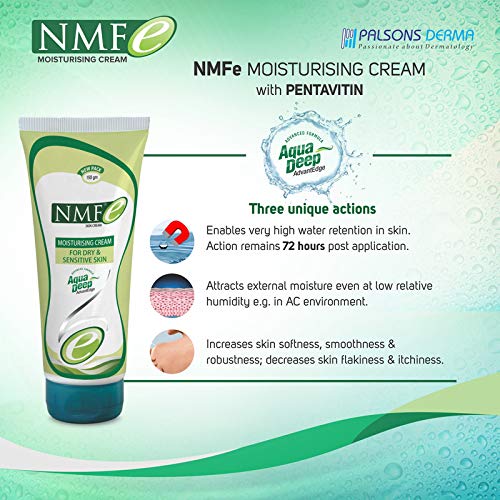 NMFe
MOISTURISING CREAM
PALSONS DERMA
Passionate about Dermatology
NMFe MOISTURISING CREAM
with PENTAVITIN
ADVANCED FORMULA
Aqua
Deep
AdvantEdge
Three unique actions
Enables very high water retention in skin.
Action remains 72 hours post application.
Attracts external moisture even at low relative
humidity e.g. in AC environment.
Increases skin softness, smoothness &
robustness; decreases skin flakiness & itchiness.
NEW PACK
NMFe
SKIN CREAM
MOISTURISING CREAM
FOR DRY &
SENSITIVE SKIN
ADVANCED FORMULA
Aqua
Deep
AdvantEdge
e